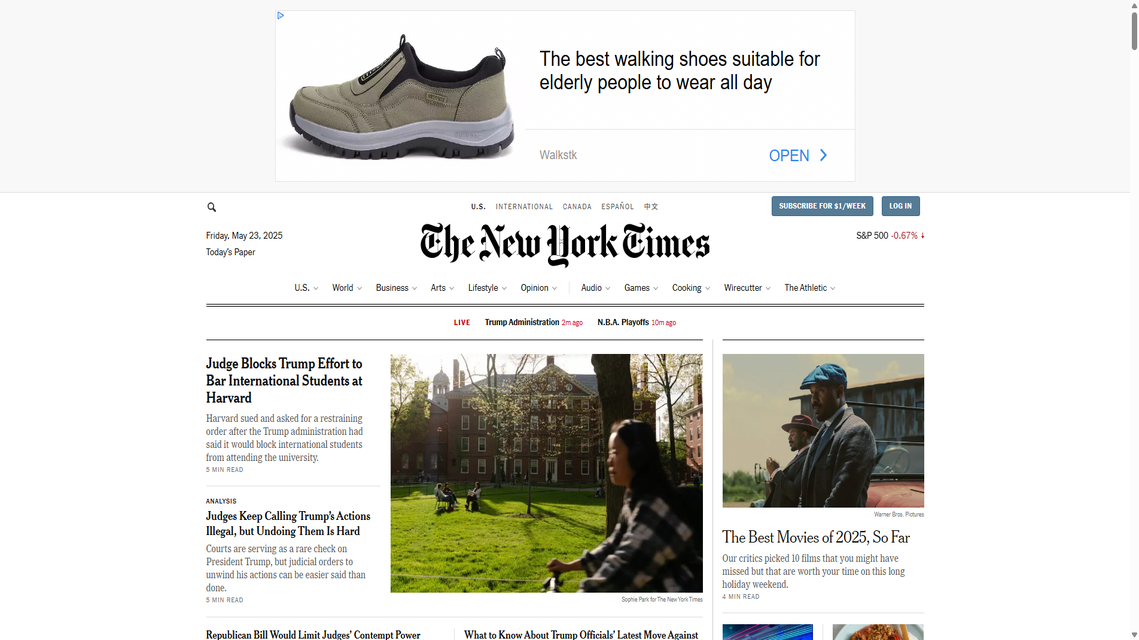 The best walking shoes suitable for
elderly people to wear all day
Walkstk
OPEN
U.S. INTERNATIONAL CANADA ESPAÑOL 中文
SUBSCRIBE FOR $1/WEEK
LOG IN
Friday, May 23, 2025
Today's Paper
The New York Times
S&P 500 -0.67%
U.S. World Business Arts Lifestyle Opinion Audio Games Cooking Wirecutter The Athletic
LIVE Trump Administration 2m ago N.B.A. Playoffs 10m ago
Judge Blocks Trump Effort to
Bar International Students at
Harvard
Harvard sued and asked for a restraining
order after the Trump administration had
said it would block international students
from attending the university.
5 MIN READ
ANALYSIS
Judges Keep Calling Trump's Actions
Illegal, but Undoing Them Is Hard
Courts are serving as a rare check on
President Trump, but judicial orders to
unwind his actions can be easier said than
done.
5 MIN READ
Sophie Park for The New York Times
Warner Bros. Pictures
The Best Movies of 2025, So Far
Our critics picked 10 films that you might have
missed but that are worth your time on this long
holiday weekend.
4 MIN READ
Republican Bill Would Limit Judges' Contempt Power
What to Know About Trump Officials' Latest Move Against